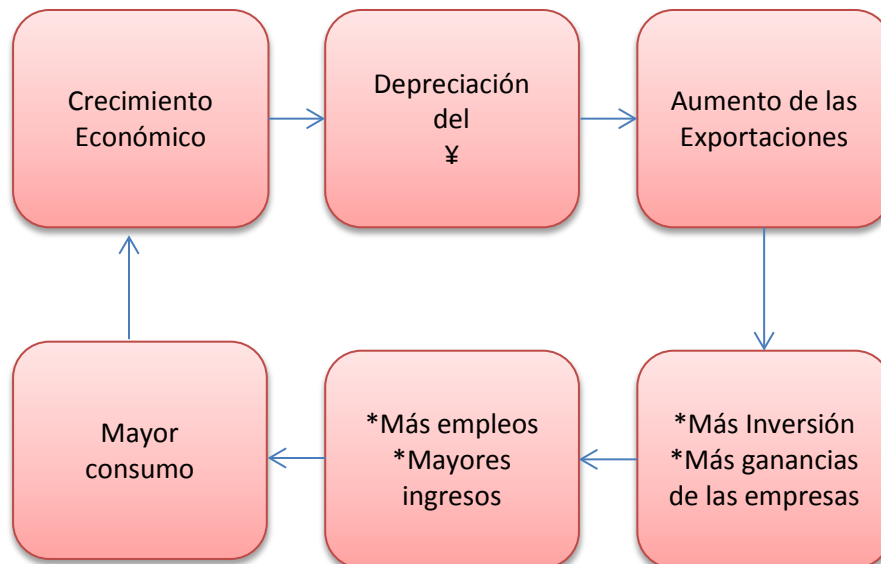 Crecimiento
Económico
Depreciación
del
¥
Aumento de las
Exportaciones
Mayor
consumo
*Más empleos
*Mayores
ingresos
*Más Inversión
*Más ganancias
de las empresas